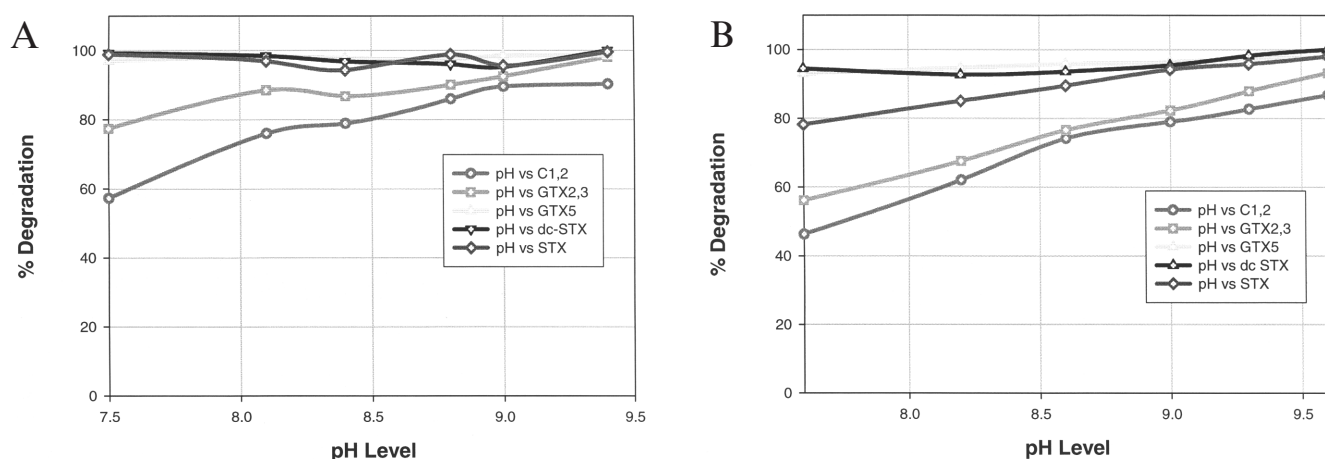 A
% Degradation
100
80
60
40
20
0
pH vs C1,2
pH vs GTX2,3
pH vs GTX5
pH vs dc-STX
pH vs STX
7.5 8.0 8.5 9.0 9.5
pH Level
B
% Degradation
100
80
60
40
20
0
pH vs C1,2
pH vs GTX2,3
pH vs GTX5
pH vs dc STX
pH vs STX
8.0 8.5 9.0 9.5
pH Level